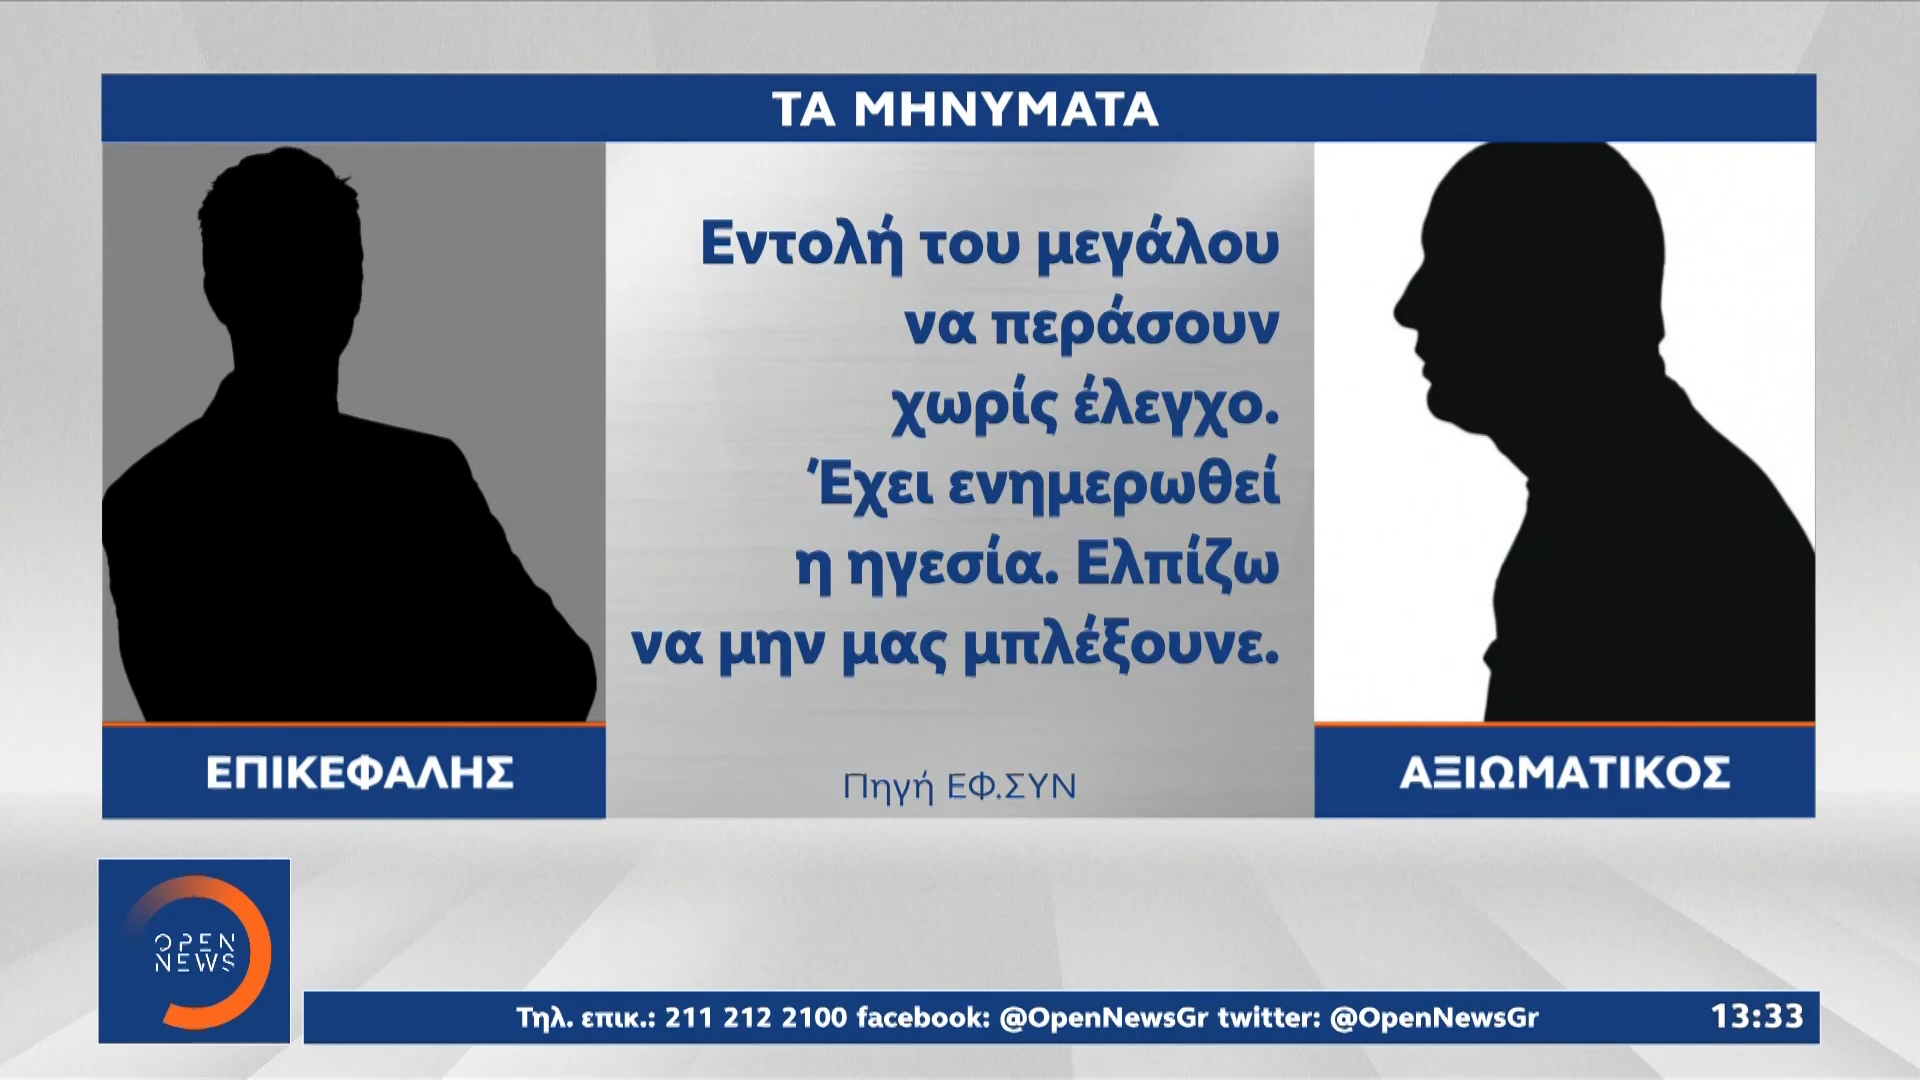 ΤΑ ΜΗΝΥΜΑΤΑ
Εντολή του μεγάλου
να περάσουν
χωρίς έλεγχο.
Έχει ενημερωθεί
η ηγεσία. Ελπίζω
να μην μας μπλέξουνε.
Πηγή ΕΦ.ΣΥΝ
ΕΠΙΚΕΦΑΛΗΣ
ΑΞΙΩΜΑΤΙΚΟΣ
OPEN
NEWS
Τηλ. επικ.: 211 212 2100 facebook: @OpenNewsGr twitter: @OpenNewsGr
13:33